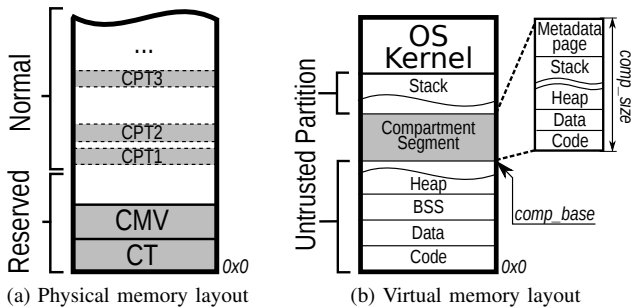 Normal
Reserved
...
CPT3
CPT2
CPT1
CMV
CT
0x0
(a) Physical memory layout
Untrusted Partition
OS
Kernel
Stack
Compartment
Segment
Heap
BSS
Data
Code
0x0
comp_base
Metadata
page
Stack
Heap
Data
Code
comp_size
(b) Virtual memory layout